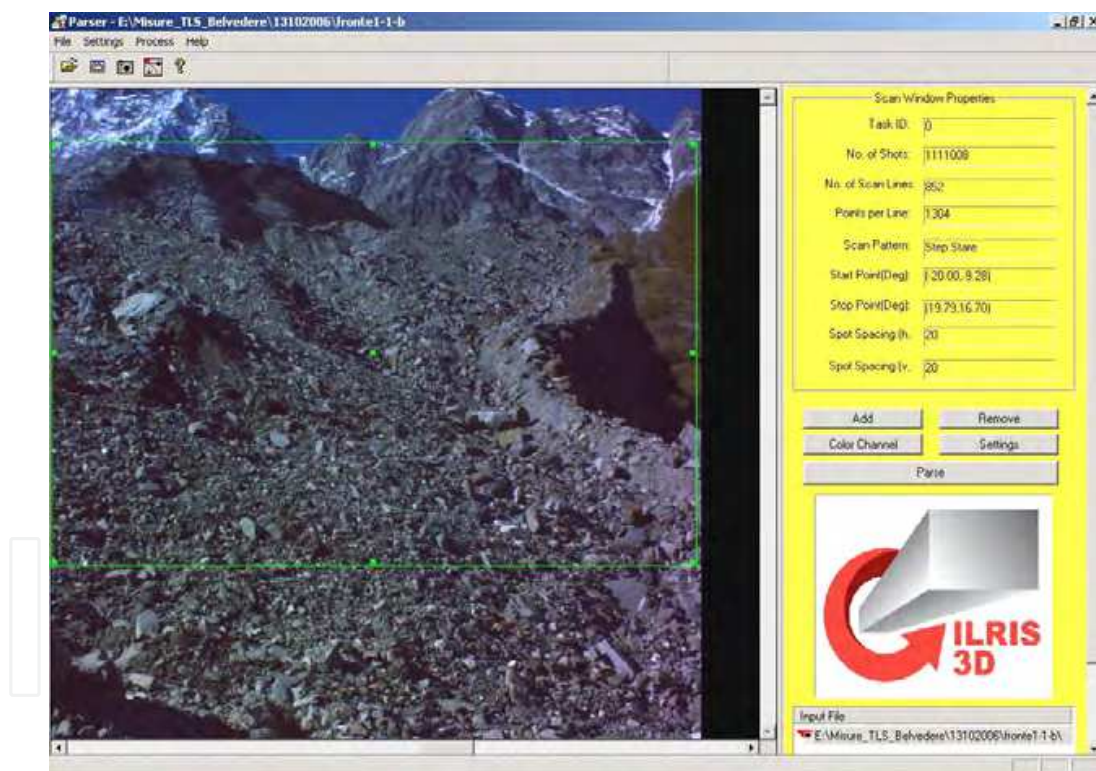 Parser - E:\Misure_TLS_Belvedere\13102006\fronte1-1-b
File Settings Process Help
Scan Window Properties
Task ID: 0
No. of Shots: 1111008
No. of Scan Lines 852
Points per Line: 1304
Scan Pattern: Step Stare
Start Point(Deg): (-20.00,-9.28)
Stop Point(Deg): (19.79,16.70)
Spot Spacing (h. 20
Spot Spacing (v. 20
Add Remove
Color Channel Settings
Parse
ILRIS
3D
Input File
E:\Misure_TLS_Belvedere\13102006\fronte1-1-b\